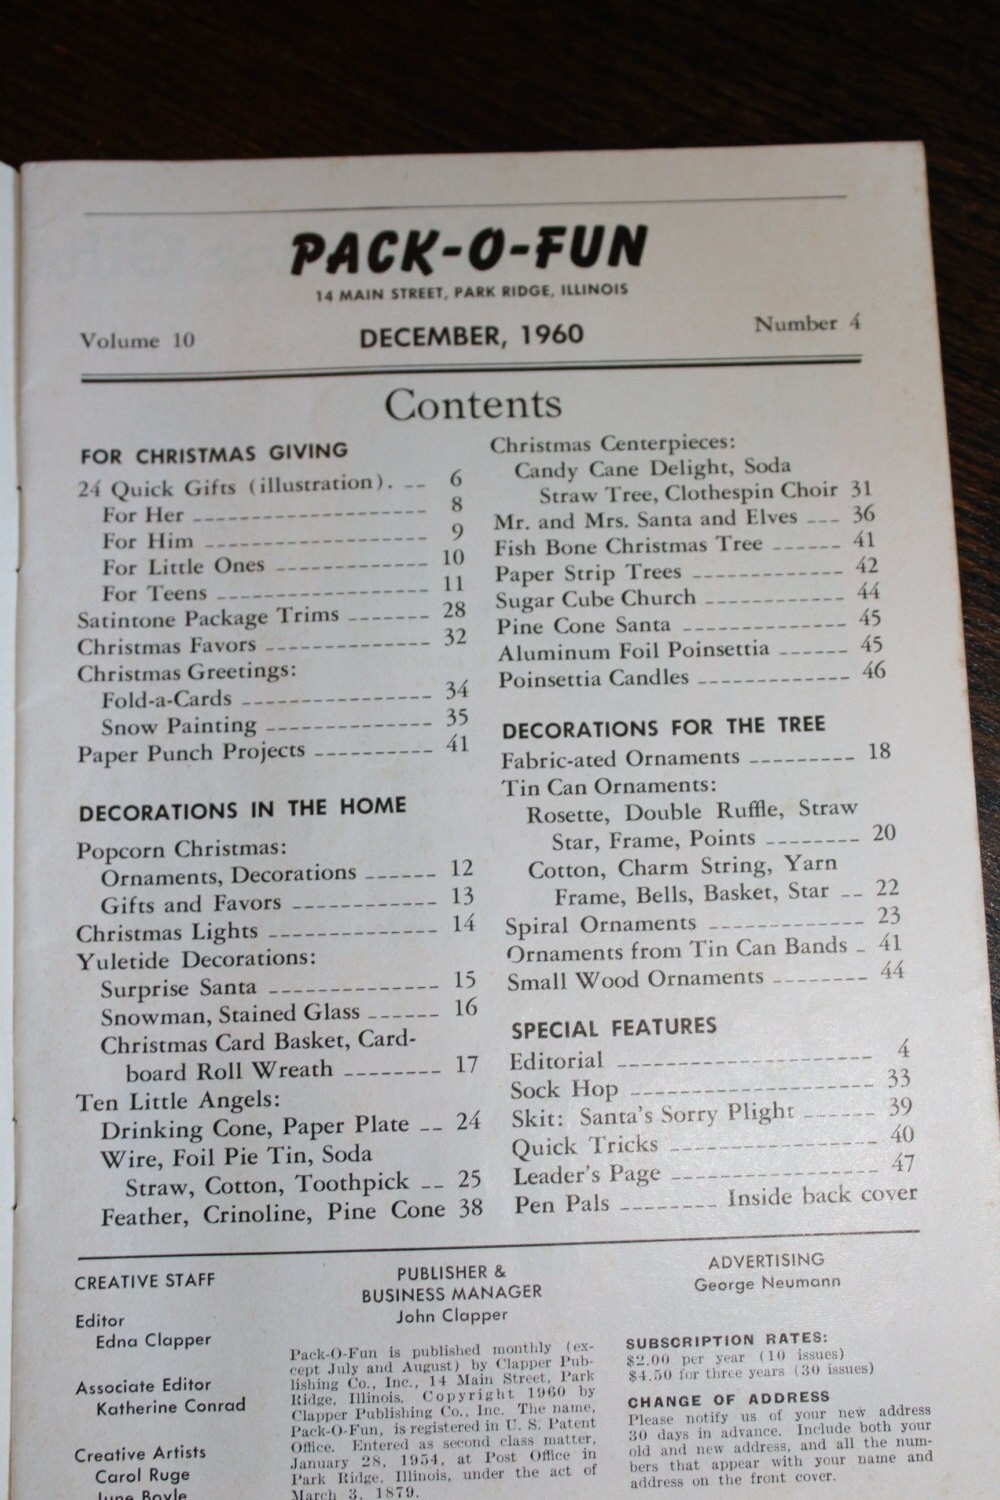 PACK-O-FUN
14 MAIN STREET, PARK RIDGE, ILLINOIS
Volume 10
DECEMBER, 1960
Number 4
Contents
FOR CHRISTMAS GIVING
24 Quick Gifts (illustration). -- 6
For Her -------------------- 8
For Him ------------------- 9
For Little Ones ------------ 10
For Teens ----------------- 11
Satintone Package Trims ------- 28
Christmas Favors -------------- 32
Christmas Greetings:
Fold-a-Cards ---------------- 34
Snow Painting -------------- 35
Paper Punch Projects ---------- 41
DECORATIONS IN THE HOME
Popcorn Christmas:
Ornaments, Decorations ------ 12
Gifts and Favors ------------ 13
Christmas Lights -------------- 14
Yuletide Decorations:
Surprise Santa -------------- 15
Snowman, Stained Glass ------ 16
Christmas Card Basket, Card-
board Roll Wreath -------- 17
Ten Little Angels:
Drinking Cone, Paper Plate -- 24
Wire, Foil Pie Tin, Soda
Straw, Cotton, Toothpick -- 25
Feather, Crinoline, Pine Cone 38
Christmas Centerpieces:
Candy Cane Delight, Soda
Straw Tree, Clothespin Choir 31
Mr. and Mrs. Santa and Elves --- 36
Fish Bone Christmas Tree ------ 41
Paper Strip Trees ------------- 42
Sugar Cube Church ------------ 44
Pine Cone Santa -------------- 45
Aluminum Foil Poinsettia ------ 45
Poinsettia Candles ------------- 46
DECORATIONS FOR THE TREE
Fabric-ated Ornaments --------- 18
Tin Can Ornaments:
Rosette, Double Ruffle, Straw
Star, Frame, Points -------- 20
Cotton, Charm String, Yarn
Frame, Bells, Basket, Star -- 22
Spiral Ornaments ------------- 23
Ornaments from Tin Can Bands - 41
Small Wood Ornaments -------- 44
SPECIAL FEATURES
Editorial ---------------------- 4
Sock Hop --------------------- 33
Skit: Santa's Sorry Plight ------ 39
Quick Tricks ------------------ 40
Leader's Page ----------------- 47
Pen Pals -------- Inside back cover
CREATIVE STAFF
Editor
Edna Clapper
Associate Editor
Katherine Conrad
Creative Artists
Carol Ruge
June Boyle
PUBLISHER &
BUSINESS MANAGER
John Clapper
Pack-O-Fun is published monthly (ex-
cept July and August) by Clapper Pub-
lishing Co., Inc., 14 Main Street, Park
Ridge, Illinois. Copyright 1960 by
Clapper Publishing Co., Inc. The name,
Pack-O-Fun, is registered in U. S. Patent
Office. Entered as second class matter,
January 28, 1954, at Post Office in
Park Ridge, Illinois, under the act of
March 3, 1879.
ADVERTISING
George Neumann
SUBSCRIPTION RATES:
$2.00 per year (10 issues)
$4.50 for three years (30 issues)
CHANGE OF ADDRESS
Please notify us of your new address
30 days in advance. Include both your
old and new address, and all the num-
bers that appear with your name and
address on the front cover.